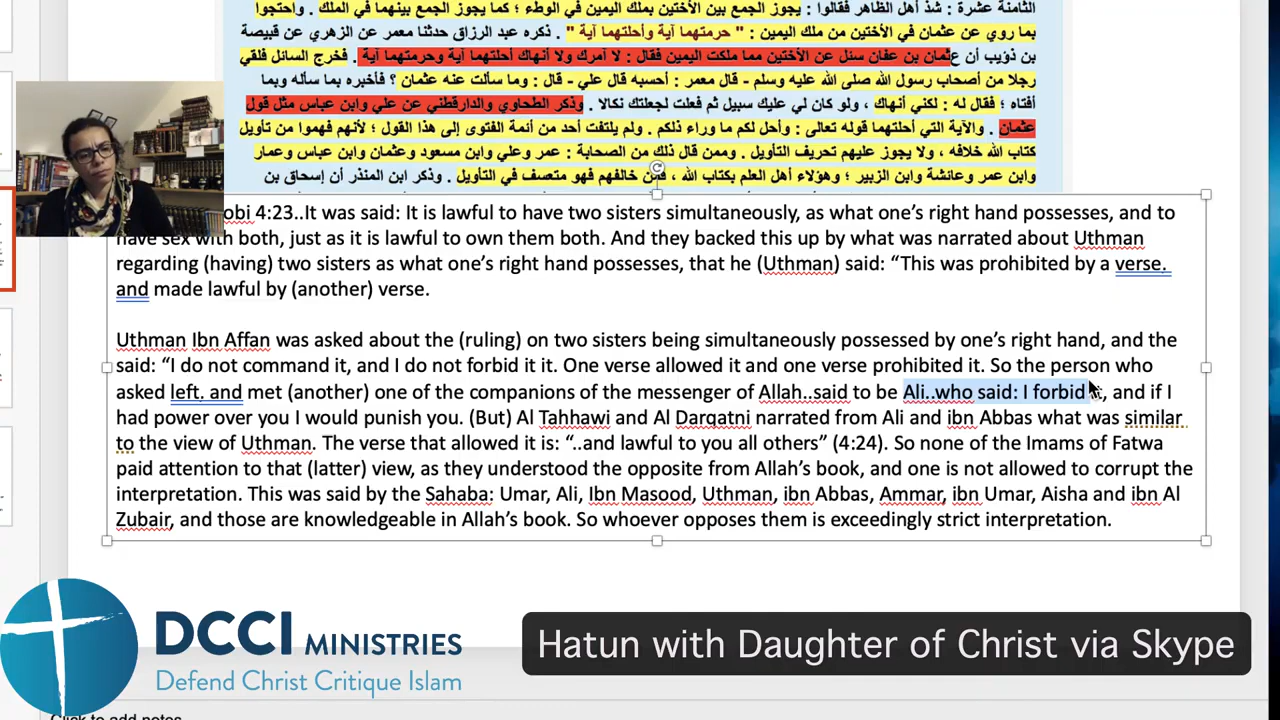 الثامنة عشرة : شذ أهل الظاهر فقالوا : يجوز الجمع بين الأختين بملك اليمين في الوطء ؛ كما يجوز الجمع بينهما في الملك . واحتجوا
بما روي عن عثمان في الأختين من ملك اليمين : " حرمتهما آية وأحلتهما آية " . ذكره عبد الرزاق حدثنا معمر عن الزهري عن قبيصة
بن ذؤيب أن عثمان بن عفان سئل عن الأختين مما ملكت اليمين فقال : لا آمرك ولا أنهاك أحلتهما آية وحرمتهما آية . فخرج السائل فلقي
رجلا من أصحاب رسول الله صلى الله عليه وسلم - قال معمر : أحسبه قال علي - قال : وما سألت عنه عثمان ؟ فأخبره بما سأله وبما
أفتاه ؛ فقال له : لكني أنهاك ، ولو كان لي عليك سبيل ثم فعلت لجعلتك نكالا . وذكر الطحاوي والدارقطني عن علي وابن عباس مثل قول
عثمان . والآية التي أحلتهما قوله تعالى : وأحل لكم ما وراء ذلكم . ولم يلتفت أحد من أئمة الفتوى إلى هذا القول ؛ لأنهم فهموا من تأويل
كتاب الله خلافه ، ولا يجوز عليهم تحريف التأويل . وممن قال ذلك من الصحابة : عمر وعلي وابن مسعود وعثمان وابن عباس وعمار
وابن عمر وعائشة وابن الزبير ؛ وهؤلاء أهل العلم بكتاب الله ، فمن خالفهم فهو متعسف في التأويل . وذكر ابن المنذر أن إسحاق بن
obi 4:23..It was said: It is lawful to have two sisters simultaneously, as what one's right hand possesses, and to
have sex with both, just as it is lawful to own them both. And they backed this up by what was narrated about Uthman
regarding (having) two sisters as what one's right hand possesses, that he (Uthman) said: “This was prohibited by a verse,
and made lawful by (another) verse.
Uthman Ibn Affan was asked about the (ruling) on two sisters being simultaneously possessed by one's right hand, and the
said: “I do not command it, and I do not forbid it it. One verse allowed it and one verse prohibited it. So the person who
asked left, and met (another) one of the companions of the messenger of Allah..said to be Ali..who said: I forbid it, and if I
had power over you I would punish you. (But) Al Tahhawi and Al Darqatni narrated from Ali and ibn Abbas what was similar
to the view of Uthman. The verse that allowed it is: “..and lawful to you all others” (4:24). So none of the Imams of Fatwa
paid attention to that (latter) view, as they understood the opposite from Allah's book, and one is not allowed to corrupt the
interpretation. This was said by the Sahaba: Umar, Ali, Ibn Masood, Uthman, ibn Abbas, Ammar, ibn Umar, Aisha and ibn Al
Zubair, and those are knowledgeable in Allah's book. So whoever opposes them is exceedingly strict interpretation.
DCCI MINISTRIES
Defend Christ Critique Islam
Hatun with Daughter of Christ via Skype
Click to add notes